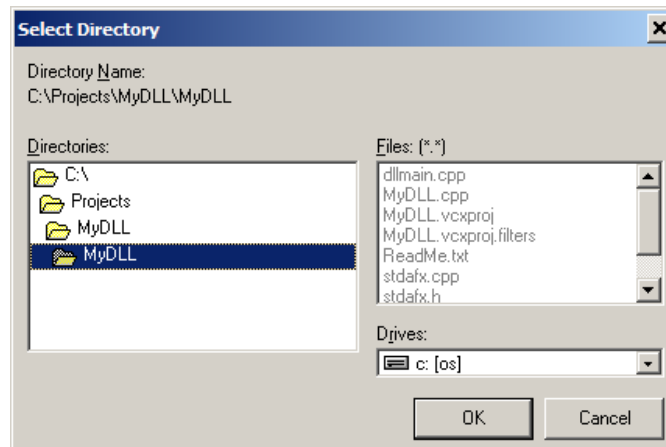 Select Directory
Directory Name:
C:\Projects\MyDLL\MyDLL
Directories:
C:\
Projects
MyDLL
MyDLL
Files: (*.*)
dllmain.cpp
MyDLL.cpp
MyDLL.vcxproj
MyDLL.vcxproj.filters
ReadMe.txt
stdafx.cpp
stdafx.h
Drives:
c: [os]
OK
Cancel